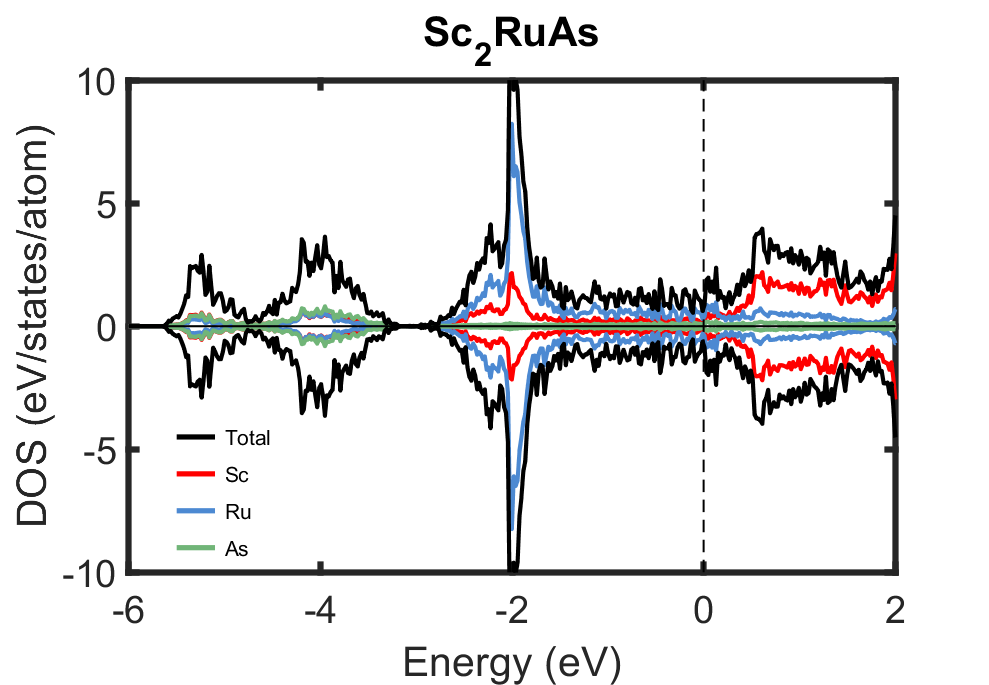 Sc2RuAs
10
5
0
-5
-10
DOS (eV/states/atom)
Total
Sc
Ru
As
-6 -4 -2 0 2
Energy (eV)